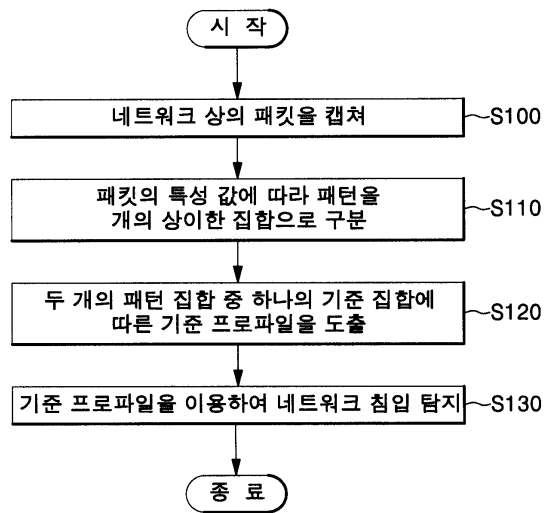 시 작
네트워크 상의 패킷을 캡쳐
S100
패킷의 특성 값에 따라 패턴을
개의 상이한 집합으로 구분
S110
두 개의 패턴 집합 중 하나의 기준 집합에
따른 기준 프로파일을 도출
S120
기준 프로파일을 이용하여 네트워크 침입 탐지
S130
종 료